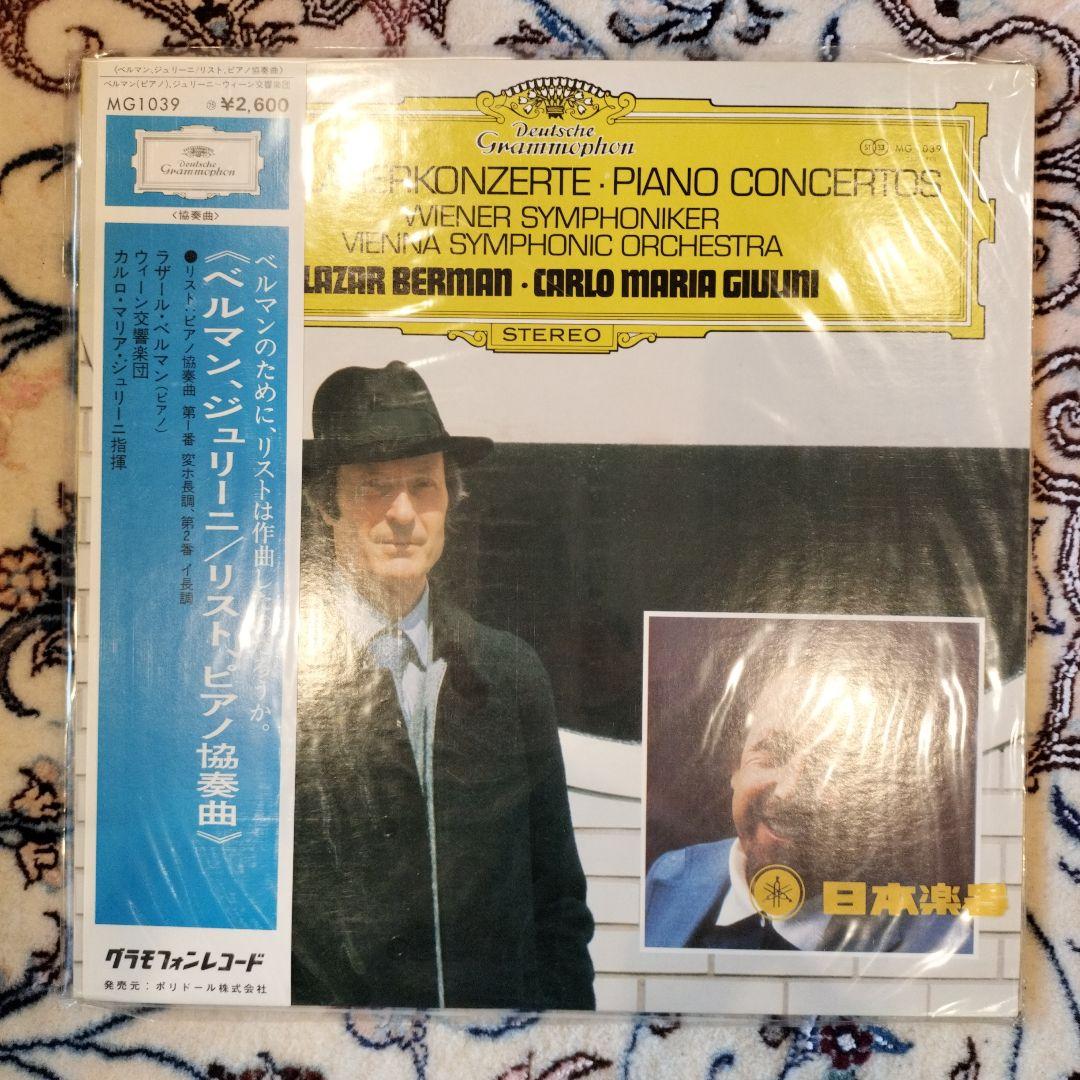 《ベルマン、ジュリーニ/リスト、ピアノ協奏曲》
ベルマン(ピアノ)、ジュリーニ〜ウィーン交響楽団
MG1039 ¥2,600
Deutsche
Grammophon
〈協奏曲〉
ベルマンのために、リストは作曲し うか。
《ベルマン、ジュリーニ/リスト、ピアノ協奏曲》
●リスト:ピアノ協奏曲 第1番 変ホ長調、第2番 イ長調
ラザール・ベルマン(ピアノ)
ウィーン交響楽団
カルロ・マリア・ジュリーニ指揮
グラモフォンレコード
発売元:ポリドール株式会社
Deutsche
Grammophon
ST 33 MG 1039
PIANO CONCERTOS
WIENER SYMPHONIKER
VIENNA SYMPHONIC ORCHESTRA
LAZAR BERMAN · CARLO MARIA GIULINI
STEREO
日本楽器